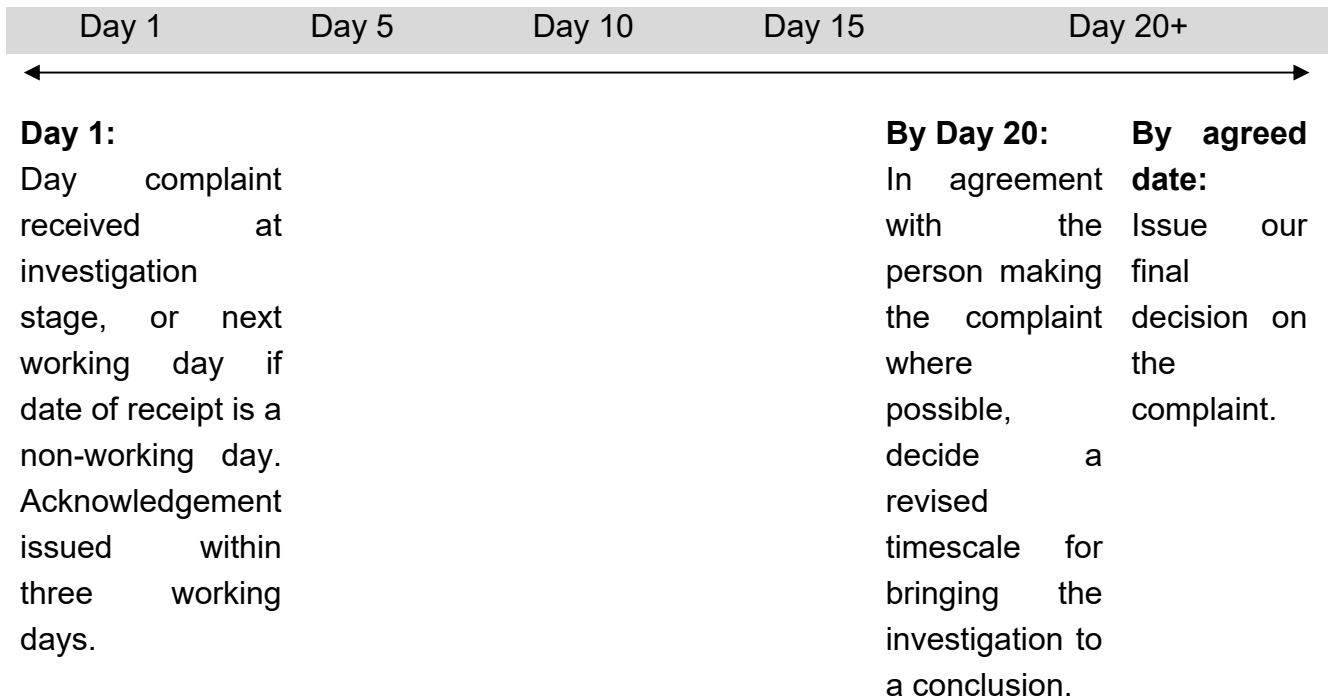 Day 1 Day 5 Day 10 Day 15 Day 20+
Day 1:
Day complaint
received at
investigation
stage, or next
working day if
date of receipt is a
non-working day.
Acknowledgement
issued within
three working
days.
By Day 20:
In agreement
with the
person making
the complaint
where
possible,
decide a
revised
timescale for
bringing the
investigation to
a conclusion.
By agreed
date:
Issue our
final
decision on
the
complaint.